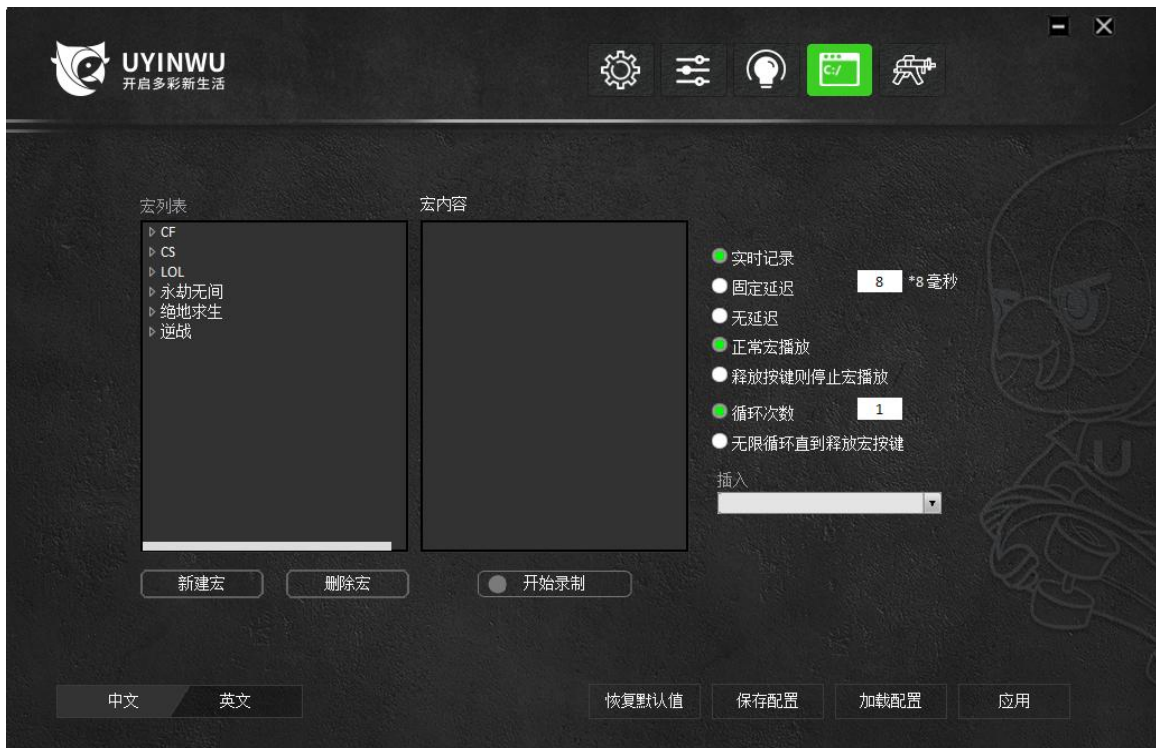 UYINWU
开启多彩新生活
C:/
宏列表
宏内容
CF
CS
LOL
永劫无间
绝地求生
逆战
实时记录
固定延迟 8 *8毫秒
无延迟
正常宏播放
释放按键则停止宏播放
循环次数 1
无限循环直到释放宏按键
插入
新建宏
删除宏
开始录制
U
中文
英文
恢复默认值
保存配置
加载配置
应用